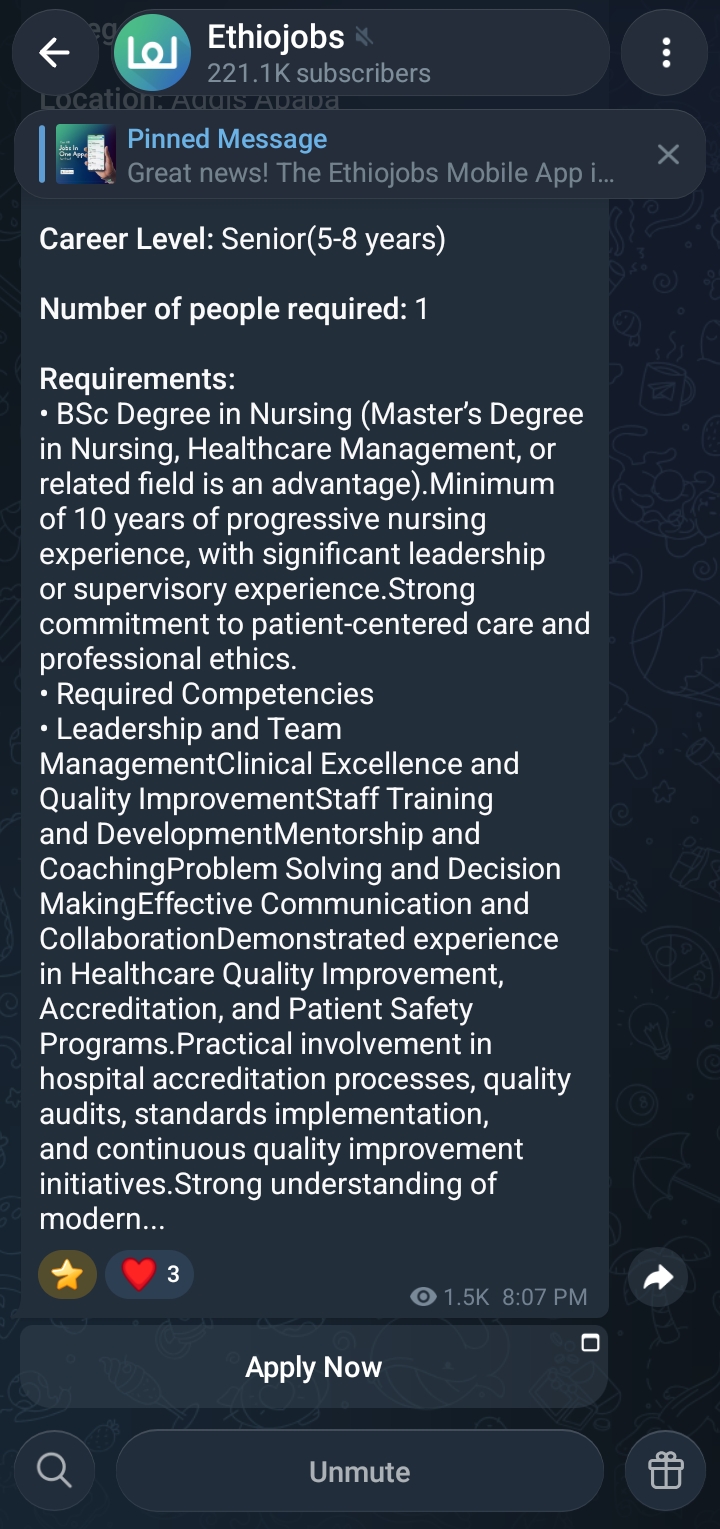 Ethiojobs
221.1K subscribers
Location: Addis Ababa
Pinned Message
Great news! The Ethiojobs Mobile App i...
Career Level: Senior(5-8 years)
Number of people required: 1
Requirements:
• BSc Degree in Nursing (Master’s Degree
in Nursing, Healthcare Management, or
related field is an advantage).Minimum
of 10 years of progressive nursing
experience, with significant leadership
or supervisory experience.Strong
commitment to patient-centered care and
professional ethics.
• Required Competencies
• Leadership and Team
ManagementClinical Excellence and
Quality ImprovementStaff Training
and DevelopmentMentorship and
CoachingProblem Solving and Decision
MakingEffective Communication and
CollaborationDemonstrated experience
in Healthcare Quality Improvement,
Accreditation, and Patient Safety
Programs.Practical involvement in
hospital accreditation processes, quality
audits, standards implementation,
and continuous quality improvement
initiatives.Strong understanding of
modern...
3
1.5K 8:07 PM
Apply Now
Unmute